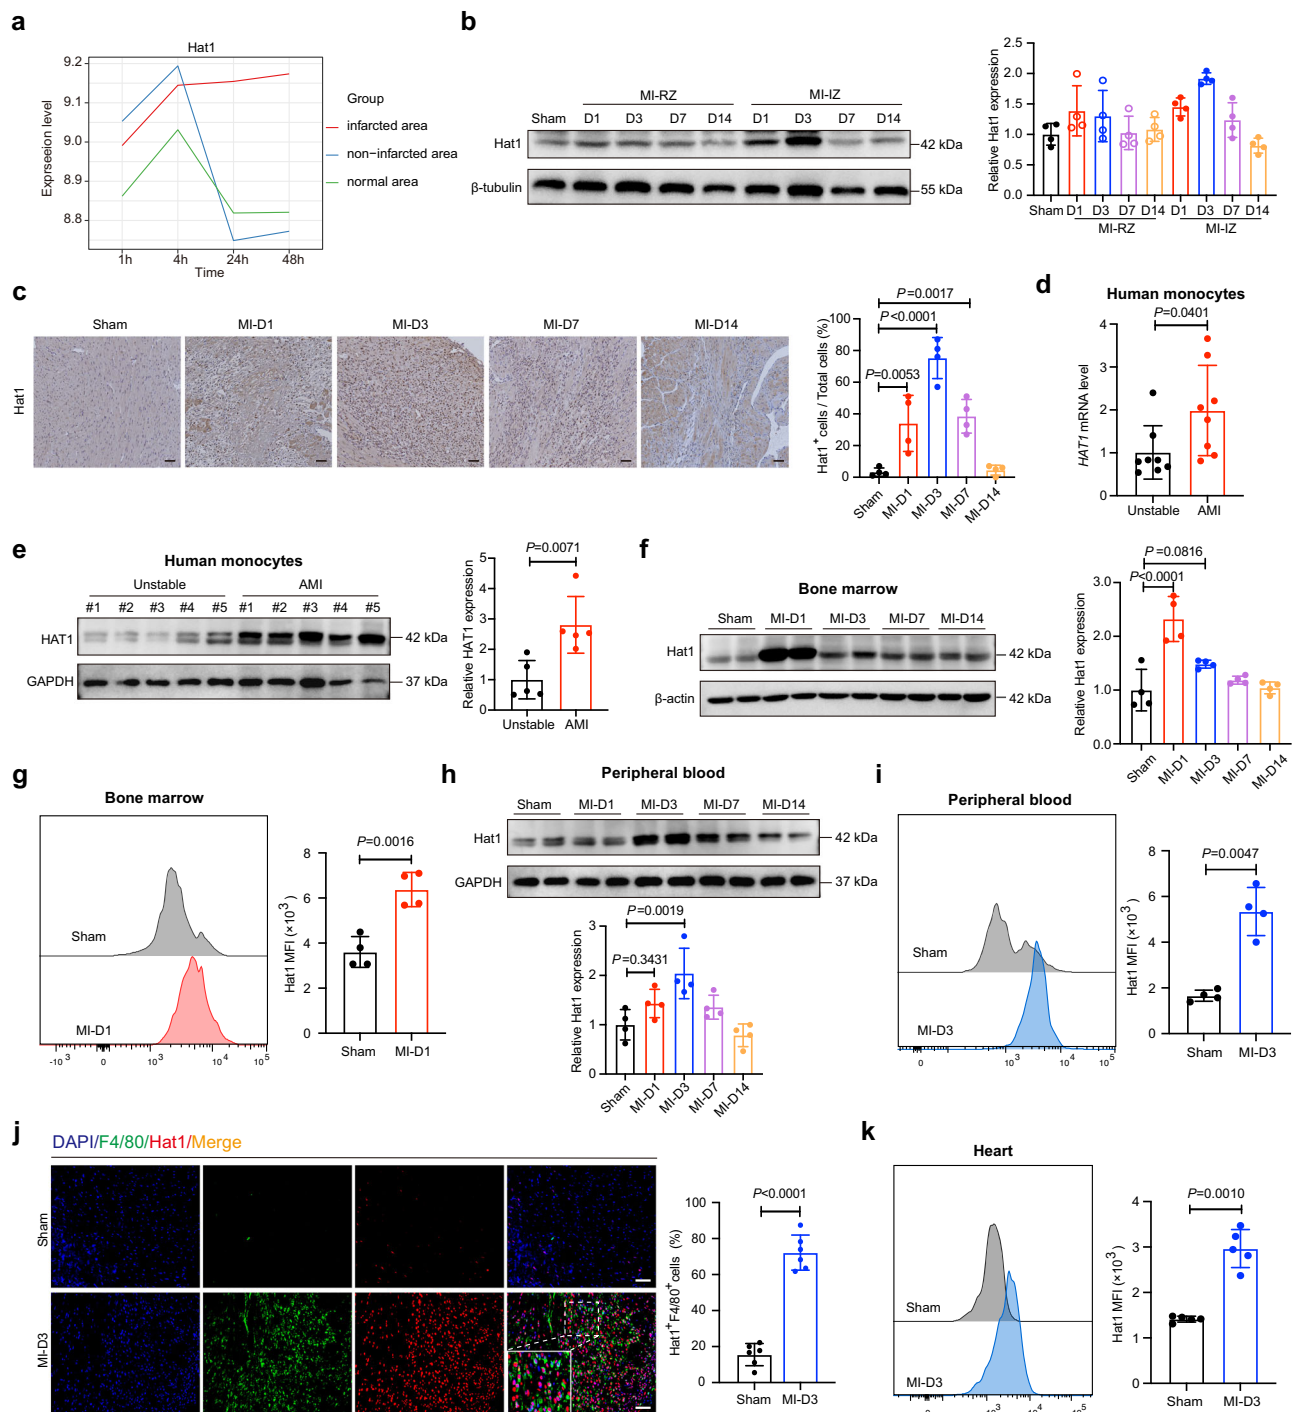 a
Hat1
9.2
9.1
9.0
8.9
8.8
Exprseeion level
1h 4h 24h 48h
Time
Group
infarcted area
non−infarcted area
normal area
b
MI-RZ MI-IZ
Sham D1 D3 D7 D14 D1 D3 D7 D14
Hat1 42 kDa
β-tubulin 55 kDa
Relative Hat1 expression
2.5
2.0
1.5
1.0
0.5
0.0
Sham D1 D3 D7 D14 D1 D3 D7 D14
MI-RZ MI-IZ
c
Sham MI-D1 MI-D3 MI-D7 MI-D14
Hat1
Hat1+ cells / Total cells (%)
P=0.0017
P<0.0001
P=0.0053
100
80
60
40
20
0
Sham MI-D1 MI-D3 MI-D7 MI-D14
d
Human monocytes
P=0.0401
HAT1 mRNA level
4
3
2
1
0
Unstable AMI
e
Human monocytes
Unstable AMI
#1 #2 #3 #4 #5 #1 #2 #3 #4 #5
HAT1 42 kDa
GAPDH 37 kDa
Relative HAT1 expression
P=0.0071
5
4
3
2
1
0
Unstable AMI
f
Bone marrow
Sham MI-D1 MI-D3 MI-D7 MI-D14
Hat1 42 kDa
β-actin 42 kDa
Relative Hat1 expression
P=0.0816
P<0.0001
3.0
2.0
1.0
0.0
Sham MI-D1 MI-D3 MI-D7 MI-D14
g
Bone marrow
Sham
MI-D1
-10³ 0 10³ 10⁴ 10⁵
Hat1 MFI (×10³)
P=0.0016
8
6
4
2
0
Sham MI-D1
h
Peripheral blood
Sham MI-D1 MI-D3 MI-D7 MI-D14
Hat1 42 kDa
GAPDH 37 kDa
Relative Hat1 expression
P=0.0019
P=0.3431
3
2
1
0
Sham MI-D1 MI-D3 MI-D7 MI-D14
i
Peripheral blood
Sham
MI-D3
0 10³ 10⁴ 10⁵
Hat1 MFI (×10³)
P=0.0047
8
6
4
2
0
Sham MI-D3
j
DAPI/F4/80/Hat1/Merge
Sham
MI-D3
Hat1+F4/80+cells (%)
P<0.0001
100
80
60
40
20
0
Sham MI-D3
k
Heart
Sham
MI-D3
0 10³ 10⁴ 10⁵
Hat1 MFI (×10³)
P=0.0010
4
3
2
1
0
Sham MI-D3